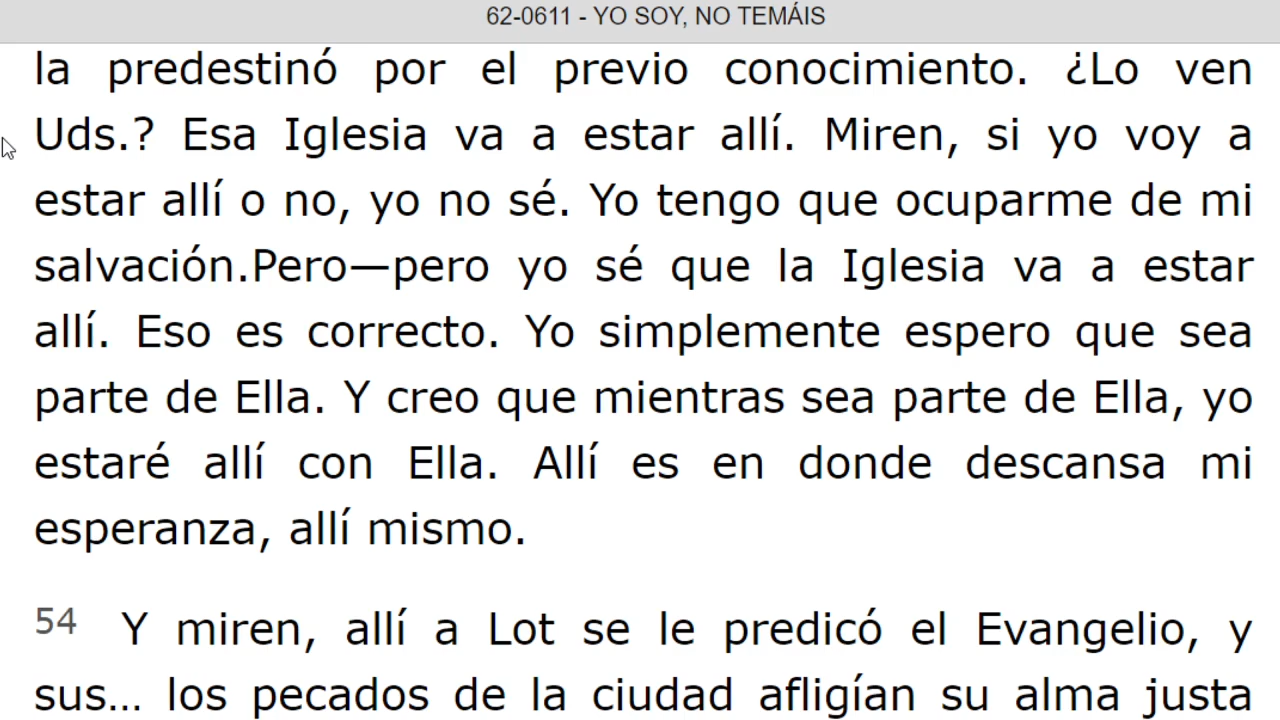 62-0611 - YO SOY, NO TEMÁIS
la predestinó por el previo conocimiento. ¿Lo ven
Uds.? Esa Iglesia va a estar allí. Miren, si yo voy a
estar allí o no, yo no sé. Yo tengo que ocuparme de mi
salvación.Pero—pero yo sé que la Iglesia va a estar
allí. Eso es correcto. Yo simplemente espero que sea
parte de Ella. Y creo que mientras sea parte de Ella, yo
estaré allí con Ella. Allí es en donde descansa mi
esperanza, allí mismo.
54 Y miren, allí a Lot se le predicó el Evangelio, y
sus... los pecados de la ciudad afligían su alma justa